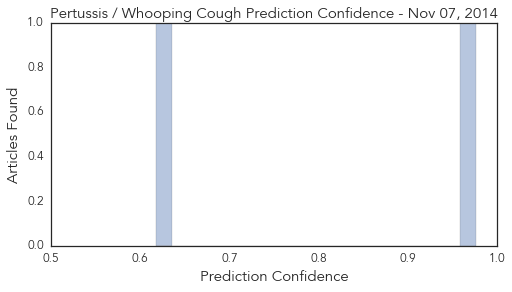 Pertussis / Whooping Cough Prediction Confidence - Nov 07, 2014
1.0
0.8
0.6
0.4
0.2
0.0
Articles Found
0.5 0.6 0.7 0.8 0.9 1.0
Prediction Confidence